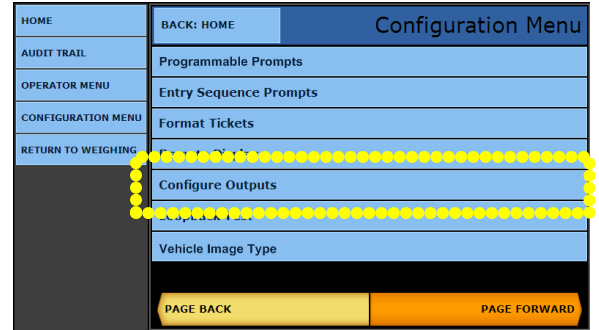 HOME
AUDIT TRAIL
OPERATOR MENU
CONFIGURATION MENU
RETURN TO WEIGHING
BACK: HOME
Configuration Menu
Programmable Prompts
Entry Sequence Prompts
Format Tickets
Configure Outputs
Vehicle Image Type
PAGE BACK
PAGE FORWARD